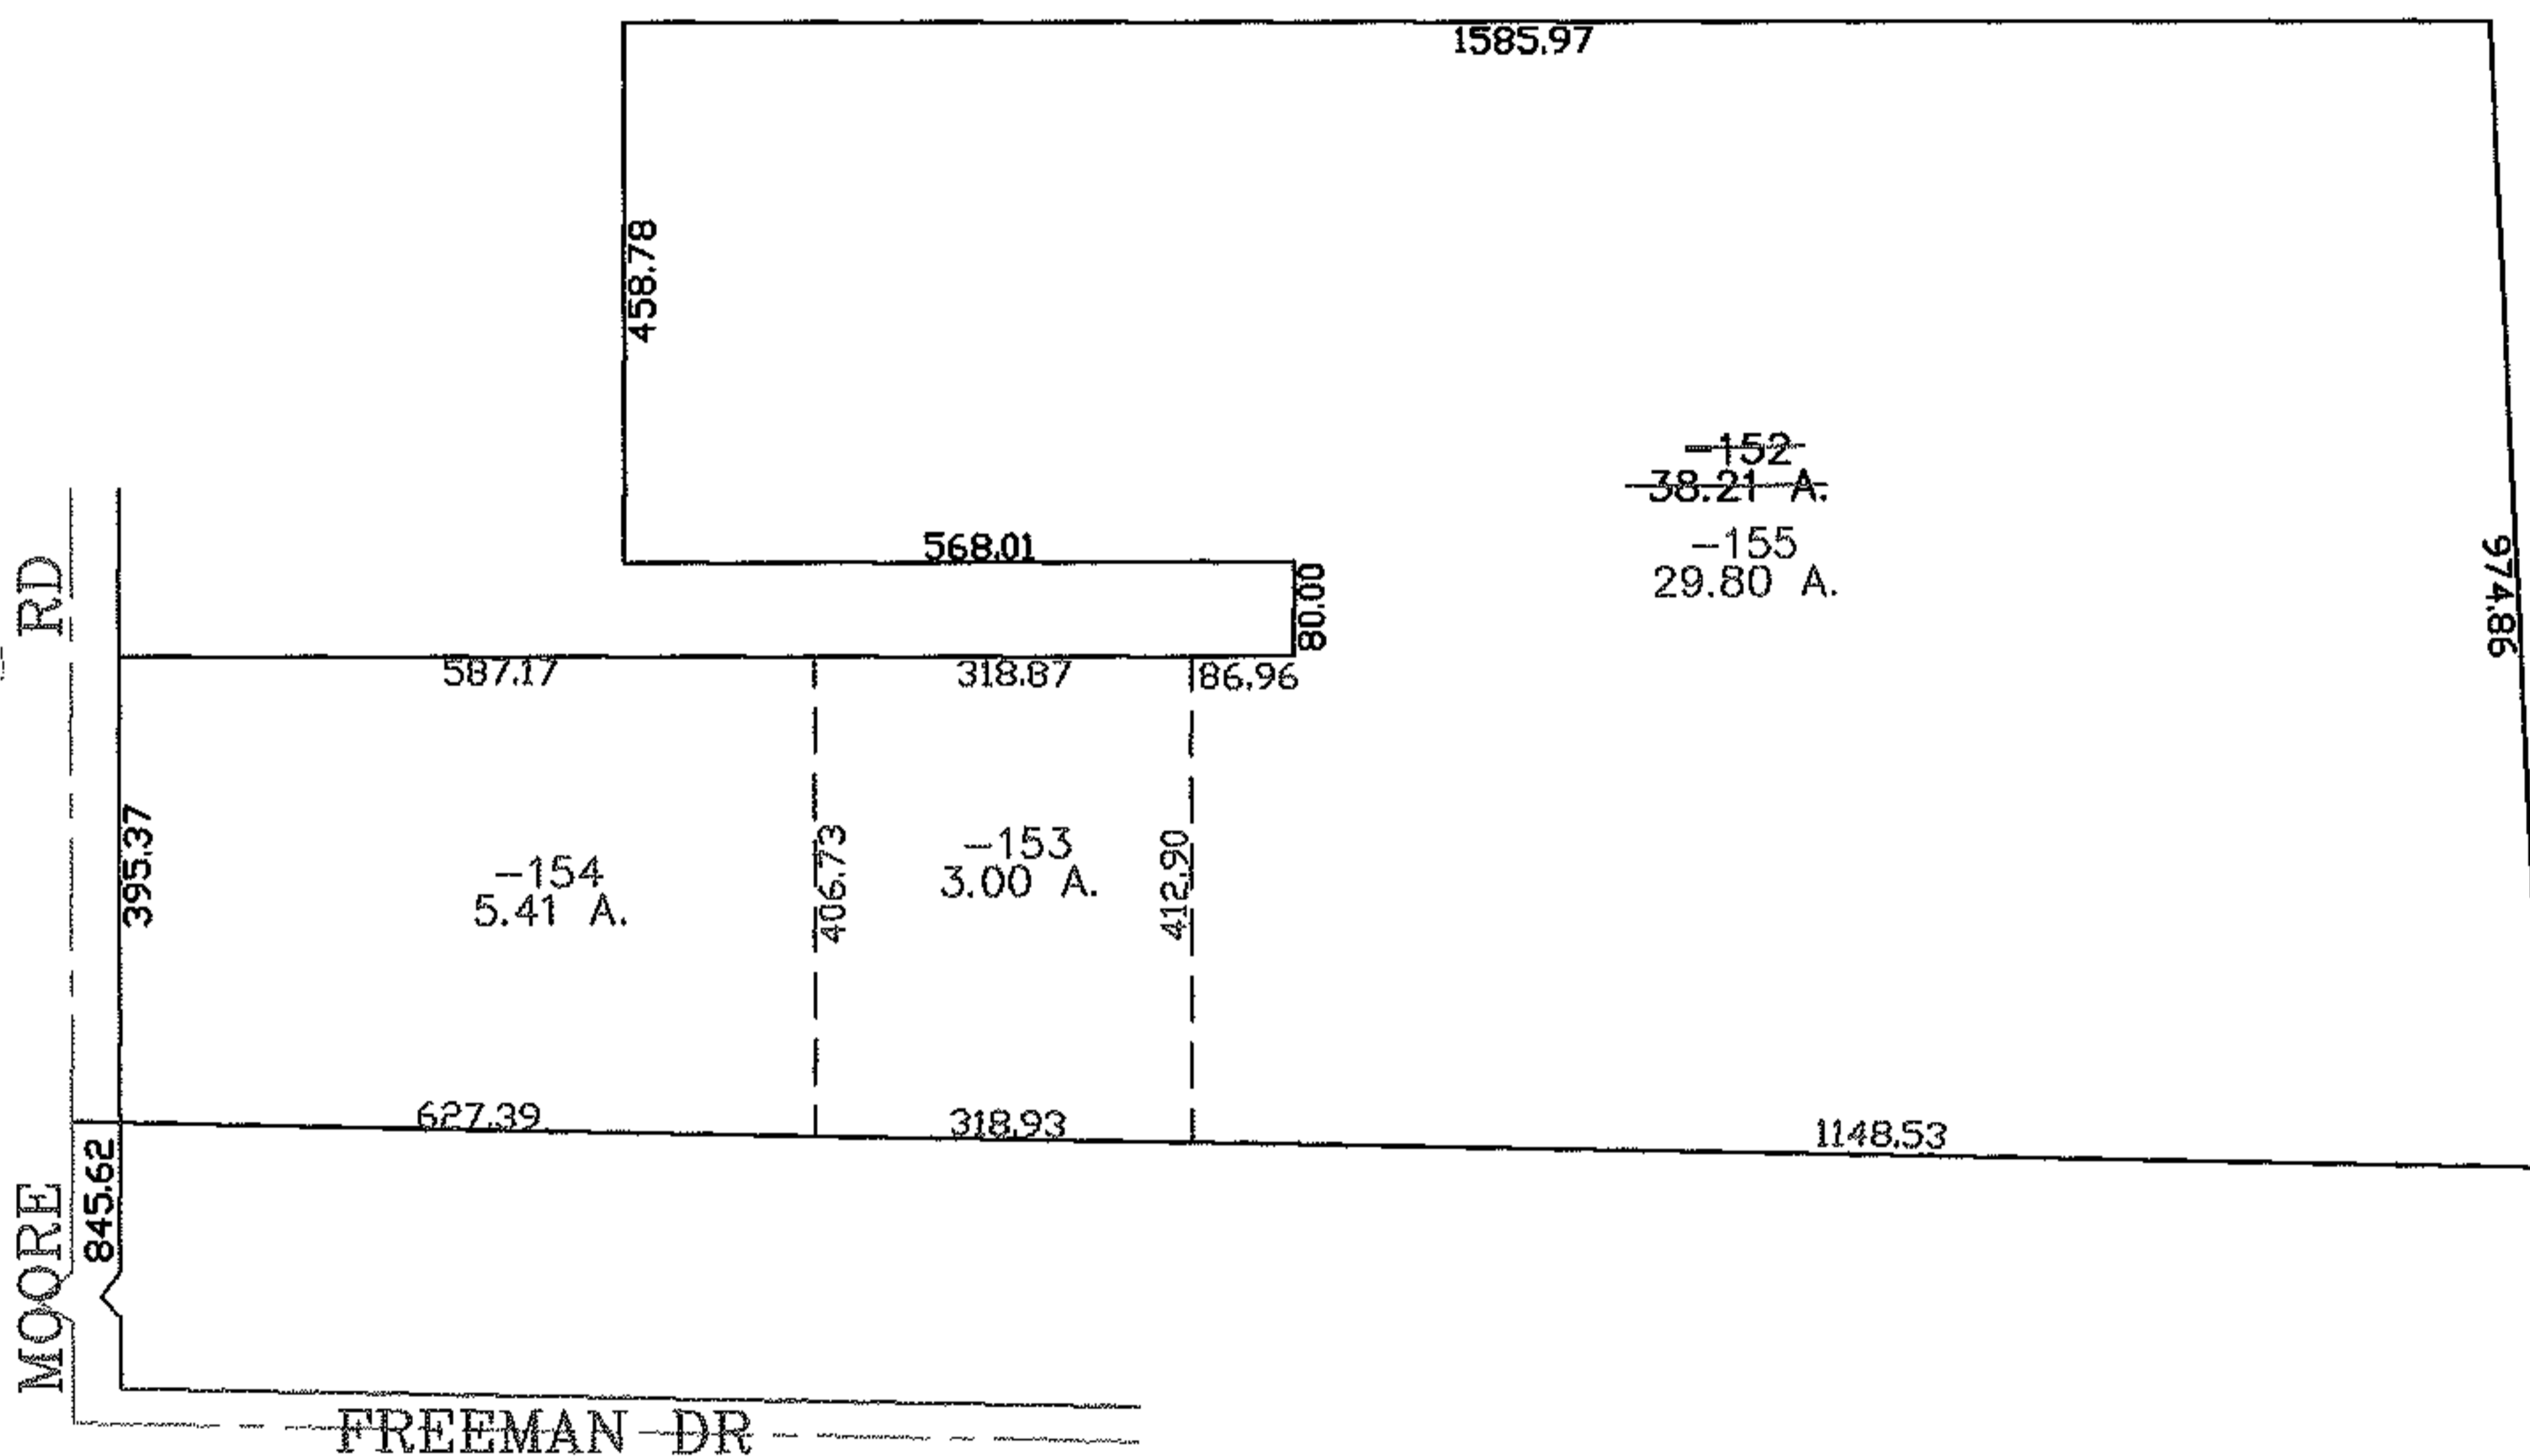 1585.97
458.78
-152
38.21 A.
-155
29.80 A.
974.86
568.01
80.00
RD
587.17
318.87
86.96
395.37
-154
5.41 A.
406.73
-153
3.00 A.
412.90
627.39
318.93
1148.53
845.62
MOORE
FREEMAN DR